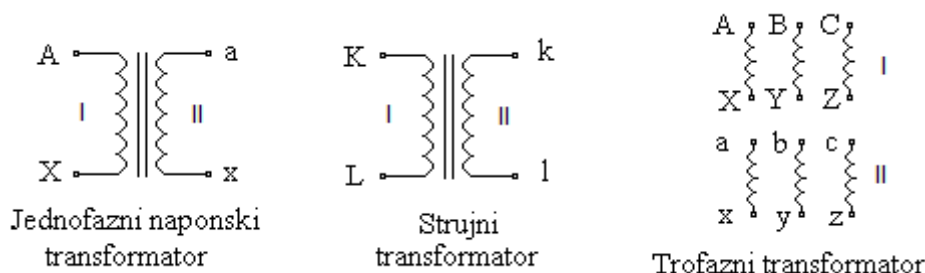 A a
I II
X x
Jednofazni naponski
transformator
K k
I II
L l
Strujni
transformator
A B C
I
X Y Z
a b c
II
x y z
Trofazni transformator